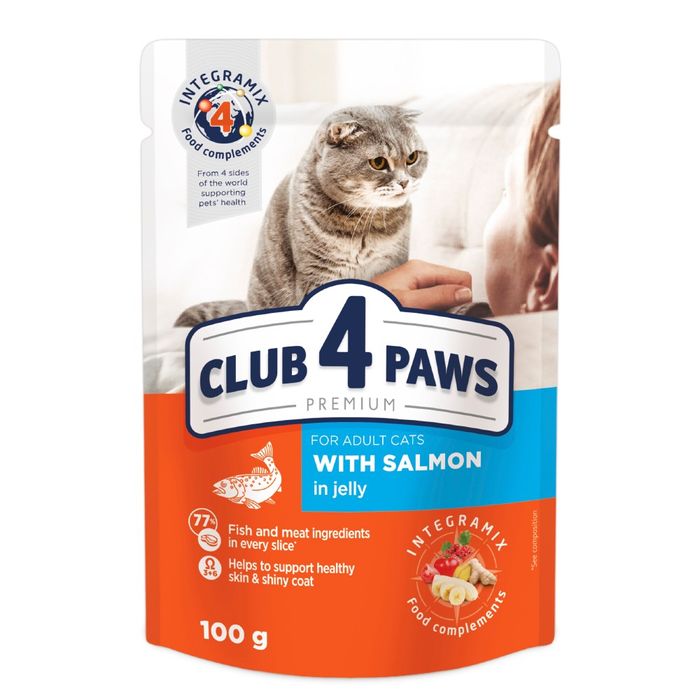 INTEGRAMIX
4
Food complements
From 4 sides
of the world
supporting
pets' health
CLUB 4 PAWS
PREMIUM
FOR ADULT CATS
WITH SALMON
in jelly
77%
Fish and meat ingredients
in every slice*
Ω
3+6
Helps to support healthy
skin & shiny coat
100 g
INTEGRAMIX
Food complements
*See composition